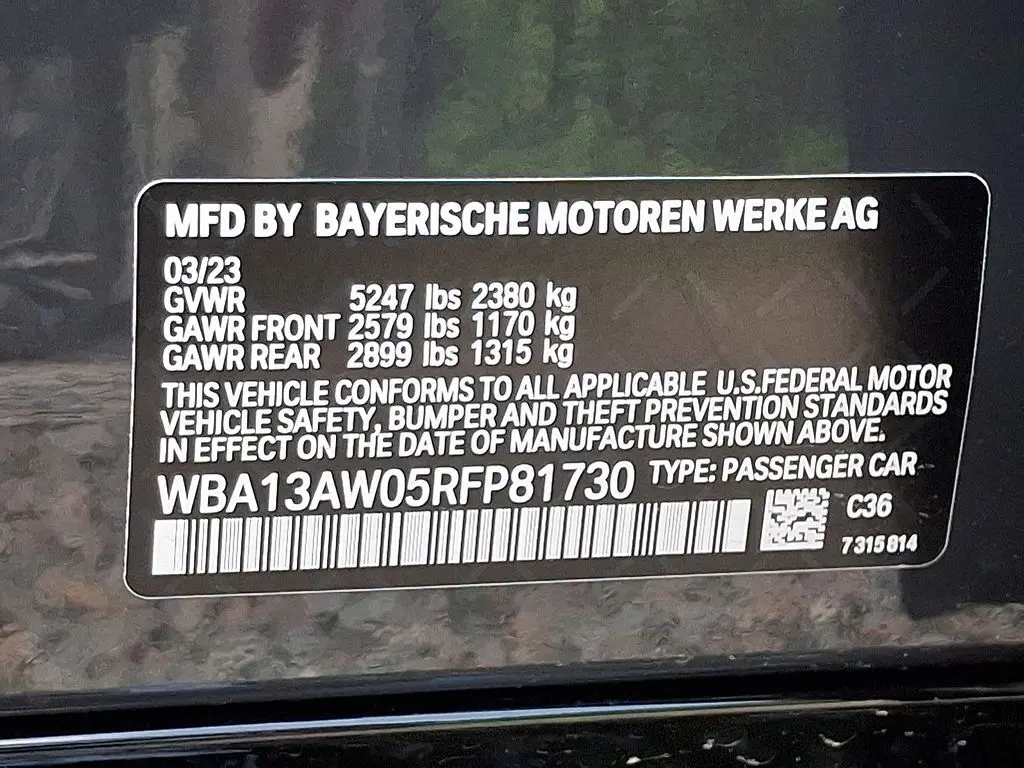 MFD BY BAYERISCHE MOTOREN WERKE AG
03/23
GVWR 5247 lbs 2380 kg
GAWR FRONT 2579 lbs 1170 kg
GAWR REAR 2899 lbs 1315 kg
THIS VEHICLE CONFORMS TO ALL APPLICABLE U.S.FEDERAL MOTOR
VEHICLE SAFETY, BUMPER AND THEFT PREVENTION STANDARDS
IN EFFECT ON THE DATE OF MANUFACTURE SHOWN ABOVE.
WBA13AW05RFP81730 TYPE: PASSENGER CAR
C36
7315814